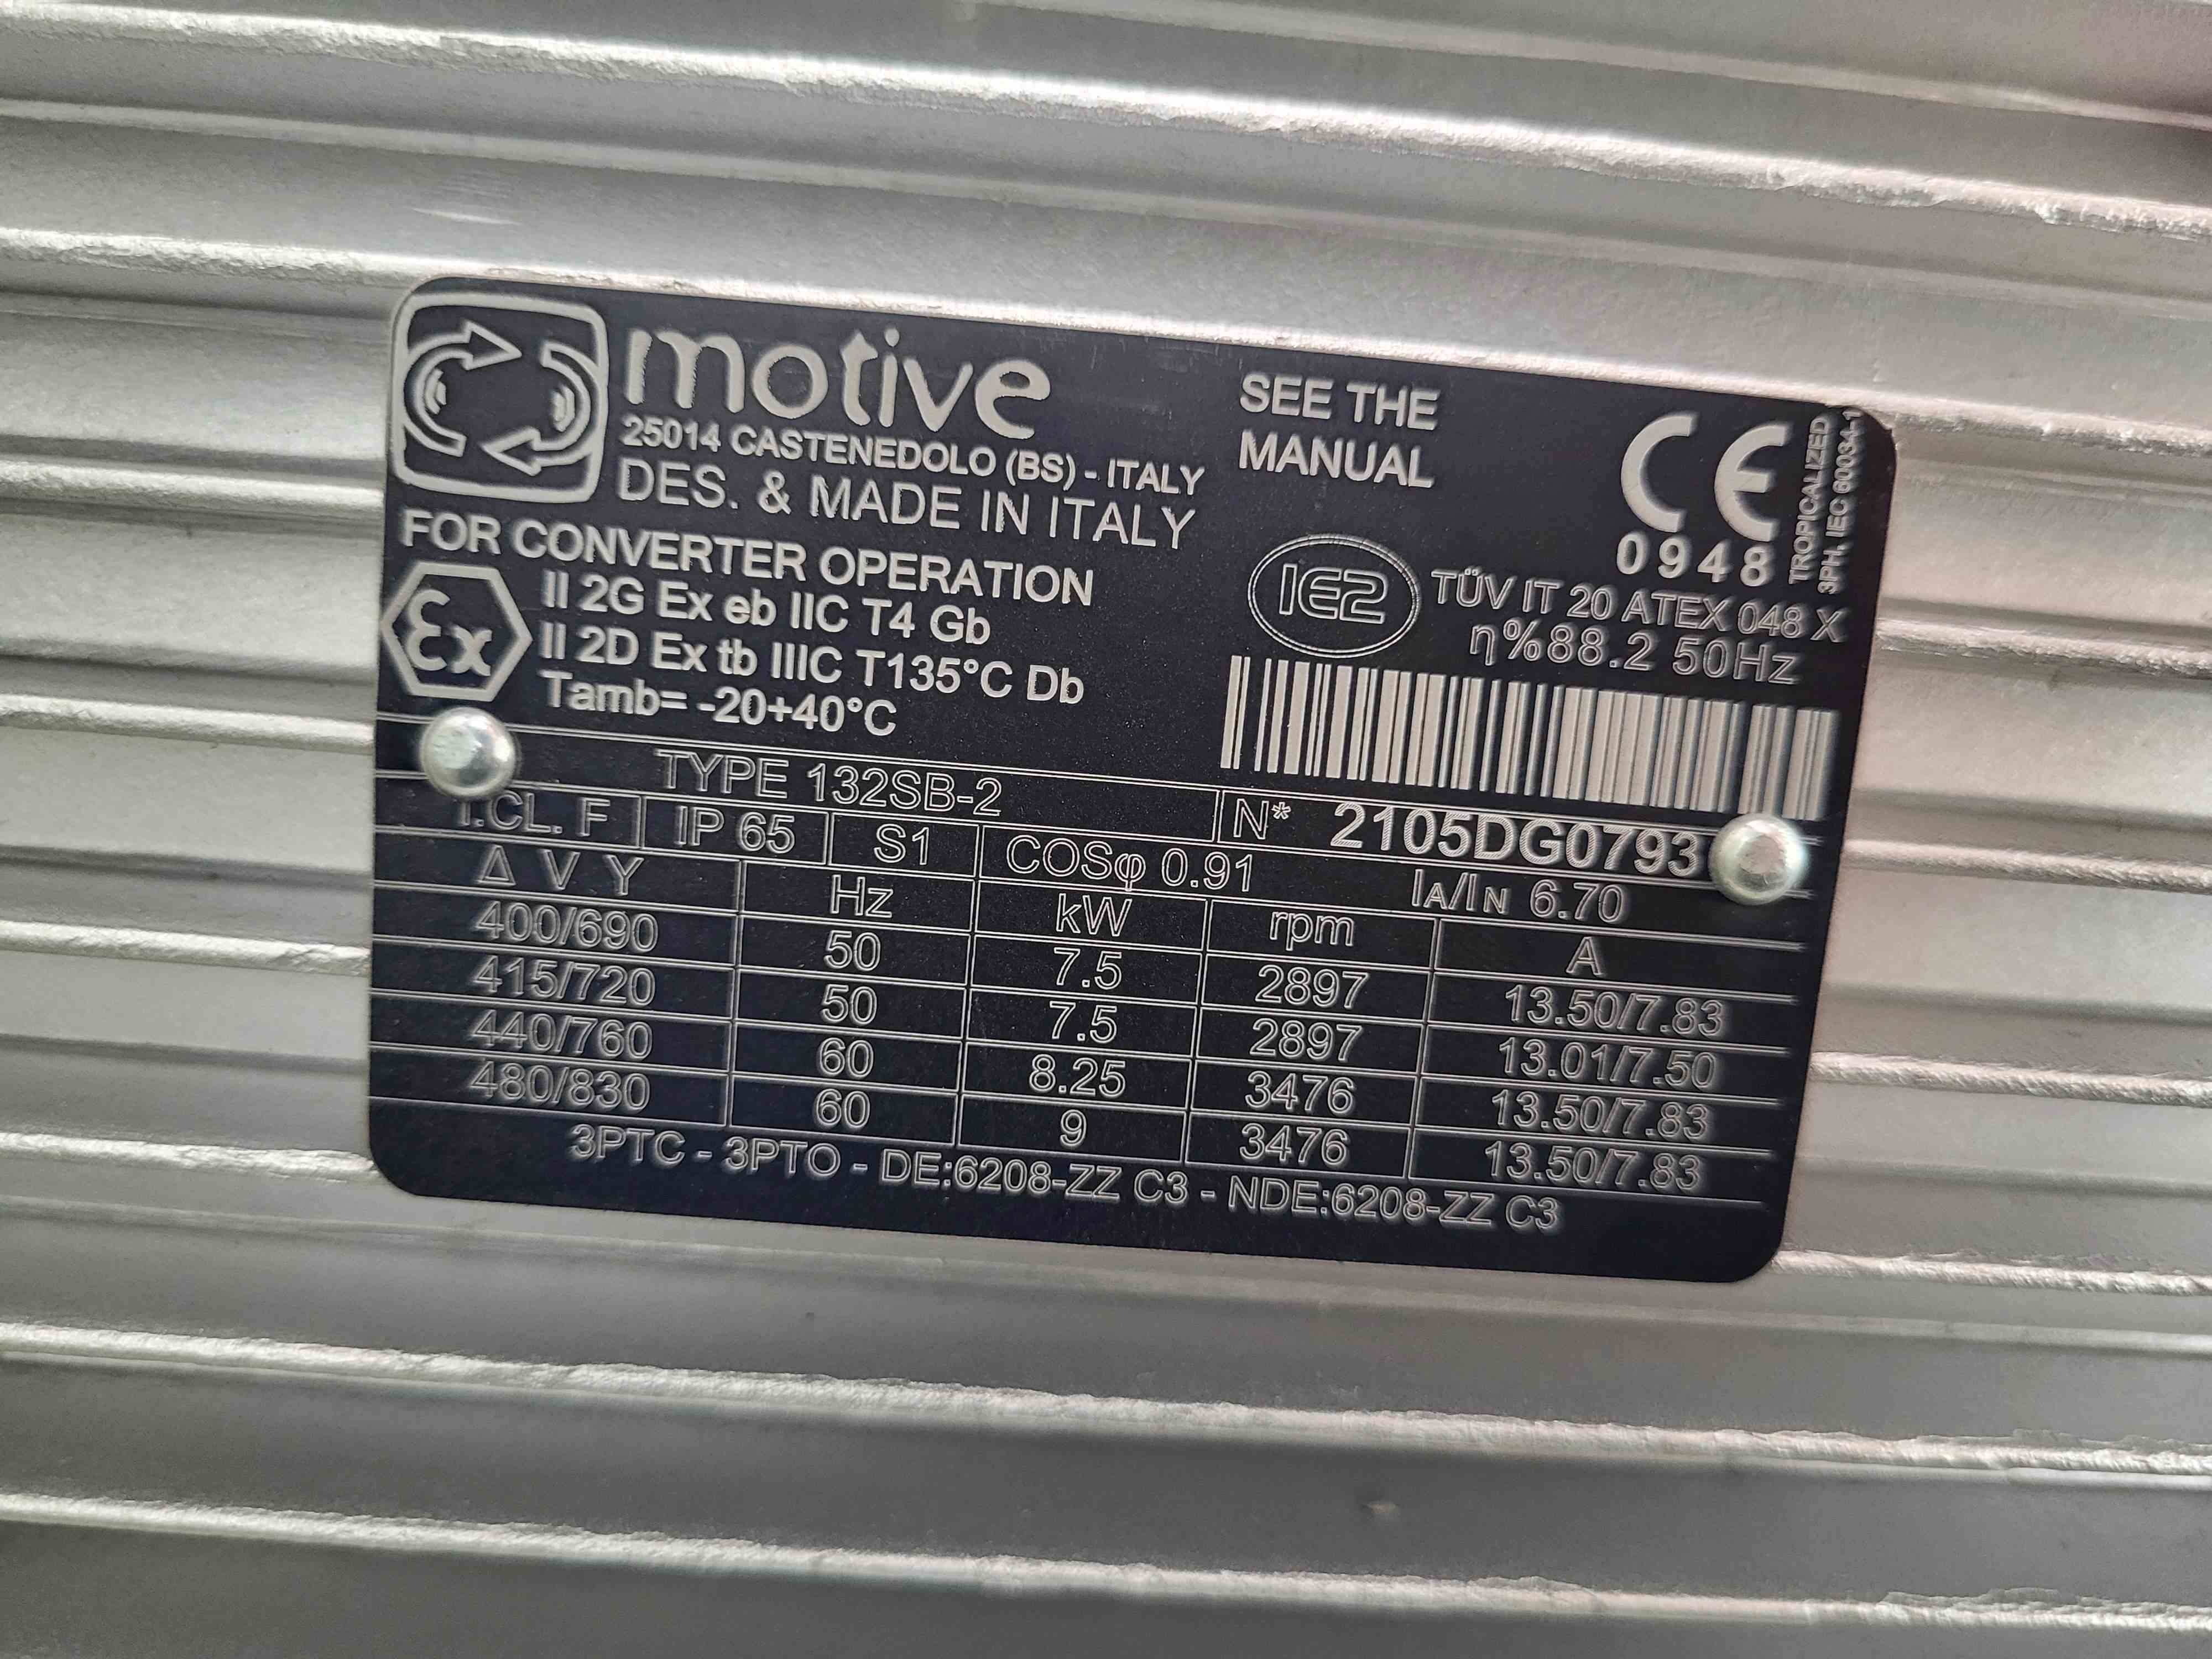 motive
25014 CASTENEDOLO (BS) - ITALY
DES. & MADE IN ITALY
SEE THE
MANUAL
CE
0948
TROPICALIZED
3PH. IEC 60034-1
FOR CONVERTER OPERATION
Ex
II 2G Ex eb IIC T4 Gb
II 2D Ex tb IIIC T135°C Db
Tamb= -20+40°C
IE2
TÜV IT 20 ATEX 048 X
η%88.2 50Hz
TYPE 132SB-2
N* 2105DG0793
I.CL. F IP 65 S1 COSφ 0.91 IA/IN 6.70
Δ V Y Hz kW rpm A
400/690 50 7.5 2897 13.50/7.83
415/720 50 7.5 2897 13.01/7.50
440/760 60 8.25 3476 13.50/7.83
480/830 60 9 3476 13.50/7.83
3PTC - 3PTO - DE:6208-ZZ C3 - NDE:6208-ZZ C3